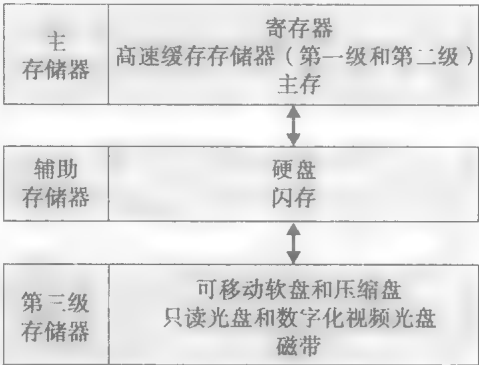 主
存储器
寄存器
高速缓存存储器（第一级和第二级）
主存
辅助
存储器
硬盘
闪存
第三级
存储器
可移动软盘和压缩盘
只读光盘和数字化视频光盘
磁带